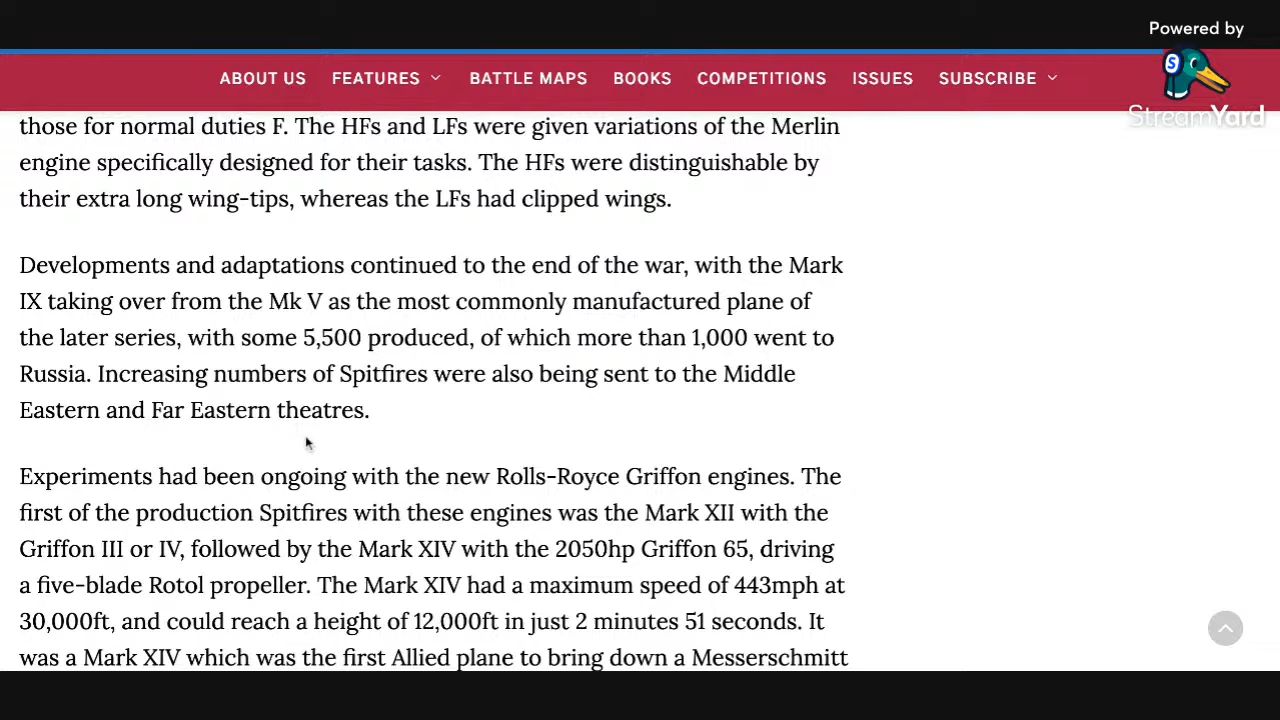 Powered by
ABOUT US FEATURES BATTLE MAPS BOOKS COMPETITIONS ISSUES SUBSCRIBE
StreamYard
those for normal duties F. The HFs and LFs were given variations of the Merlin
engine specifically designed for their tasks. The HFs were distinguishable by
their extra long wing-tips, whereas the LFs had clipped wings.
Developments and adaptations continued to the end of the war, with the Mark
IX taking over from the Mk V as the most commonly manufactured plane of
the later series, with some 5,500 produced, of which more than 1,000 went to
Russia. Increasing numbers of Spitfires were also being sent to the Middle
Eastern and Far Eastern theatres.
Experiments had been ongoing with the new Rolls-Royce Griffon engines. The
first of the production Spitfires with these engines was the Mark XII with the
Griffon III or IV, followed by the Mark XIV with the 2050hp Griffon 65, driving
a five-blade Rotol propeller. The Mark XIV had a maximum speed of 443mph at
30,000ft, and could reach a height of 12,000ft in just 2 minutes 51 seconds. It
was a Mark XIV which was the first Allied plane to bring down a Messerschmitt